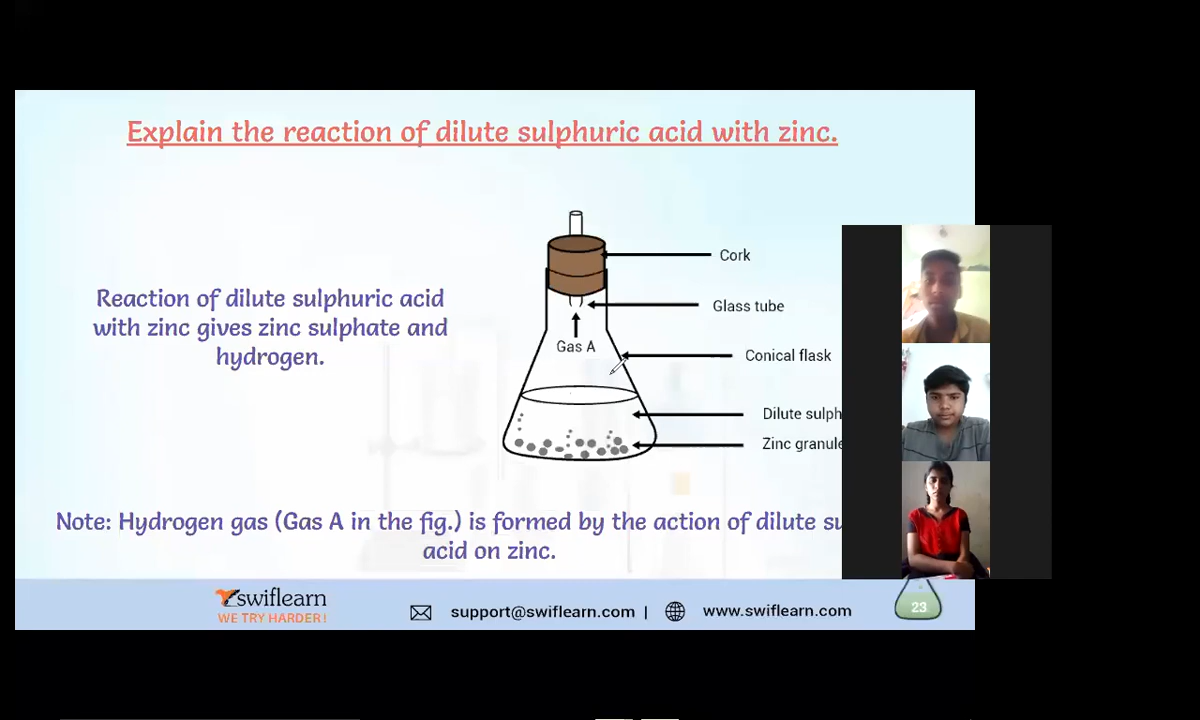 Explain the reaction of dilute sulphuric acid with zinc.
Cork
Reaction of dilute sulphuric acid
with zinc gives zinc sulphate and
hydrogen.
Glass tube
Gas A
Conical flask
Dilute sulph
Zinc granule
Note: Hydrogen gas (Gas A in the fig.) is formed by the action of dilute su
acid on zinc.
swiflearn
WE TRY HARDER!
support@swiflearn.com |
www.swiflearn.com
23